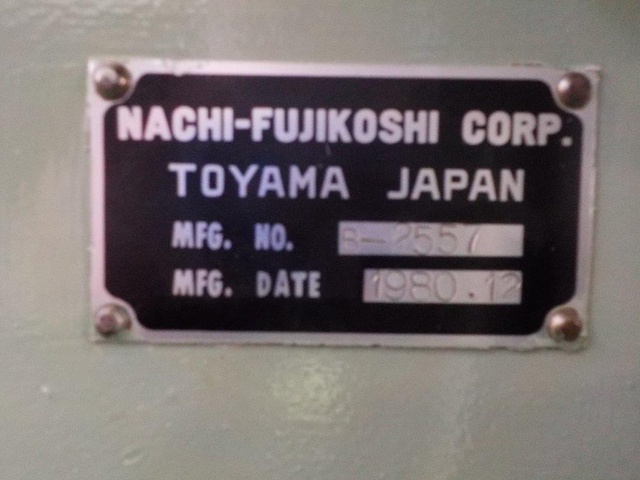 NACHI-FUJIKOSHI CORP.
TOYAMA JAPAN
MFG. NO. B-2557
MFG. DATE 1980.12